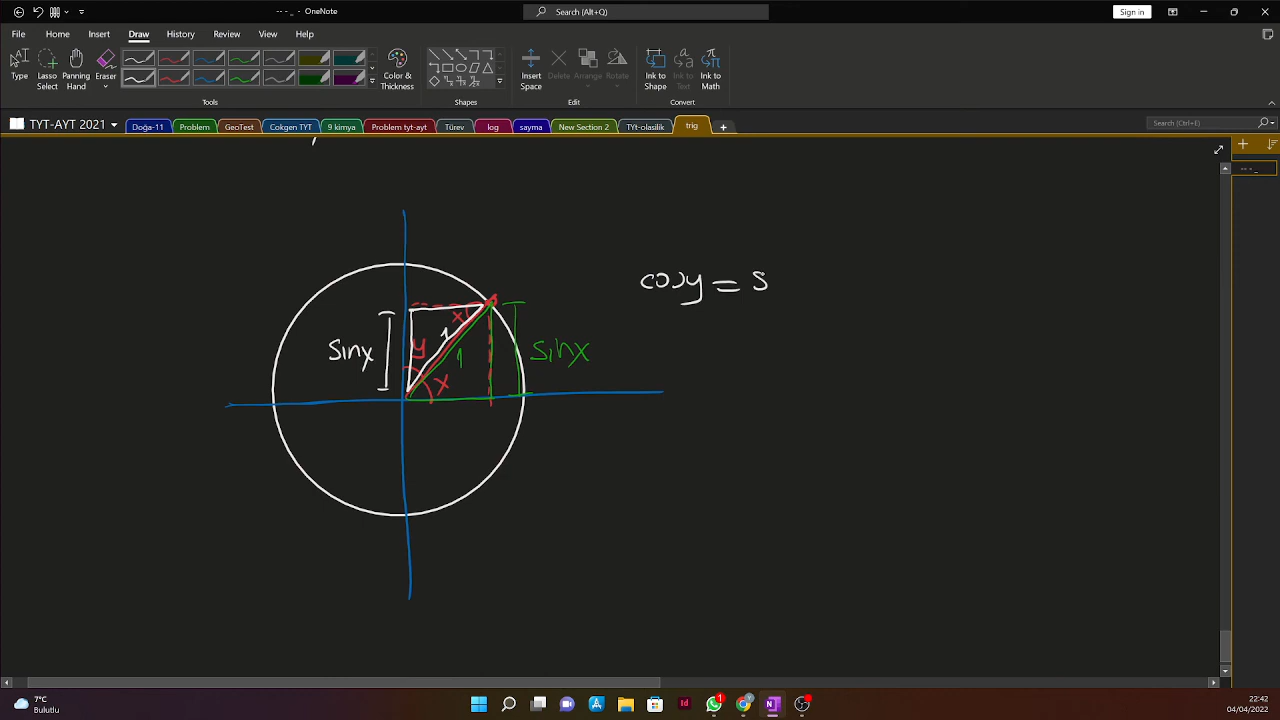 -- - _ - OneNote
Search (Alt+Q)
Sign in
File Home Insert Draw History Review View Help
Type
Lasso Select
Panning Hand
Eraser
Color & Thickness
Insert Space
Delete
Arrange
Rotate
Ink to Shape
Ink to Text
Ink to Math
Tools
Shapes
Edit
Convert
TYT-AYT 2021
Doğa-11
Problem
GeoTest
Cokgen TYT
9 kimya
Problem tyt-ayt
Türev
log
sayma
New Section 2
TYt-olasilik
trig
Search (Ctrl+E)
-- - _
cosy = s
x
1
y
sinx
1
sinx
x
7°C
Bulutlu
1
22:42
04/04/2022